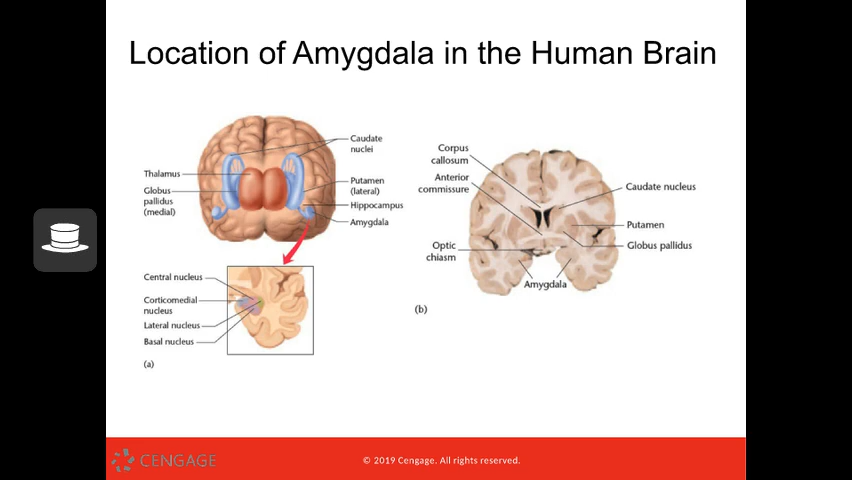 Location of Amygdala in the Human Brain
Caudate
nuclei
Thalamus
Globus
pallidus
(medial)
Putamen
(lateral)
Hippocampus
Amygdala
Central nucleus
Corticomedial
nucleus
Lateral nucleus
Basal nucleus
(a)
Corpus
callosum
Anterior
commissure
Optic
chiasm
Caudate nucleus
Putamen
Globus pallidus
Amygdala
(b)
CENGAGE
© 2019 Cengage. All rights reserved.